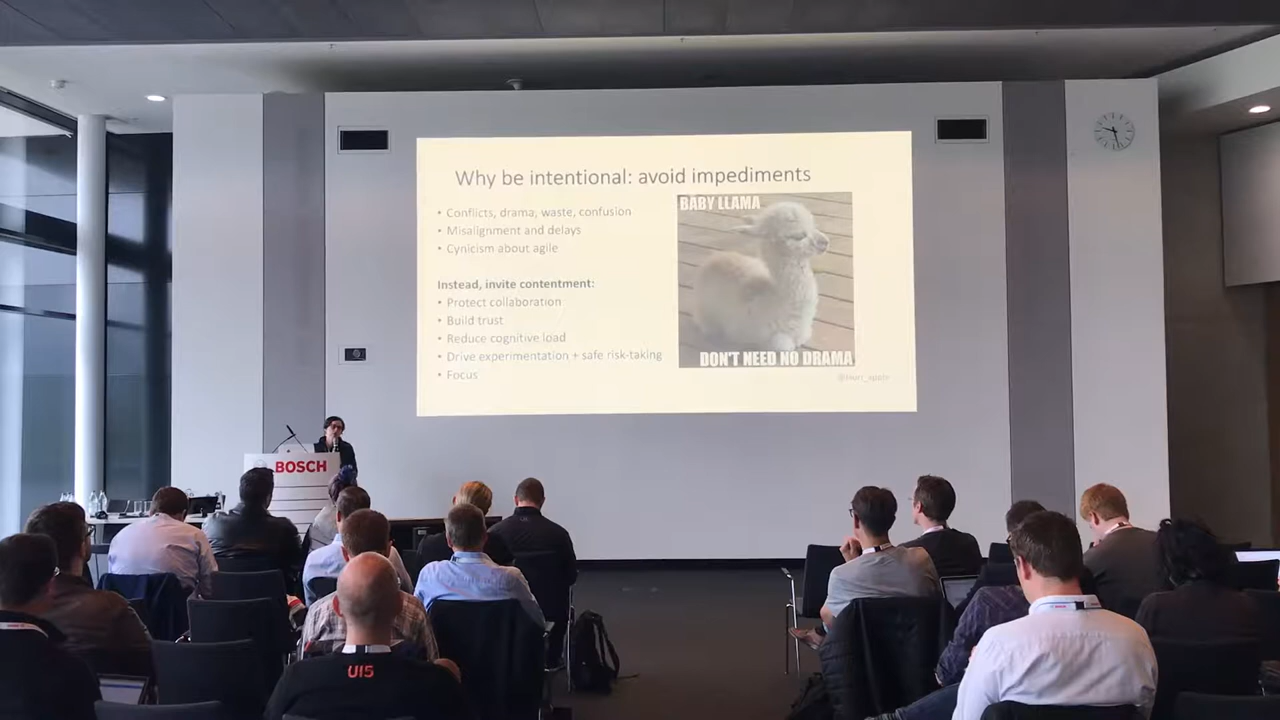 Why be intentional: avoid impediments
• Conflicts, drama, waste, confusion
• Misalignment and delays
• Cynicism about agile
Instead, invite contentment:
• Protect collaboration
• Build trust
• Reduce cognitive load
• Drive experimentation + safe risk-taking
• Focus
BABY LLAMA
DON'T NEED NO DRAMA
BOSCH
U15